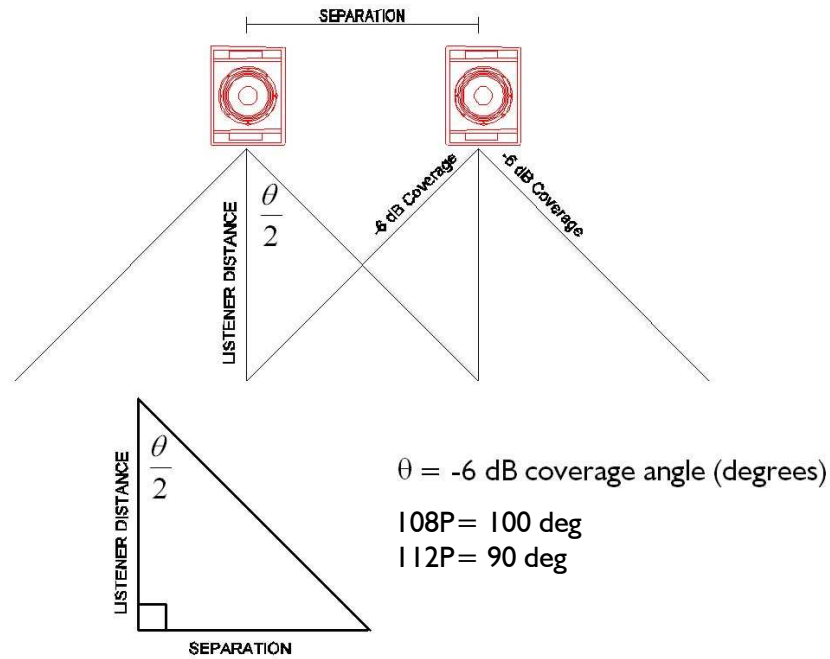 SEPARATION
-6 dB Coverage
-6 dB Coverage
θ
2
LISTENER DISTANCE
θ
2
LISTENER DISTANCE
SEPARATION
θ = -6 dB coverage angle (degrees)
108P= 100 deg
112P= 90 deg